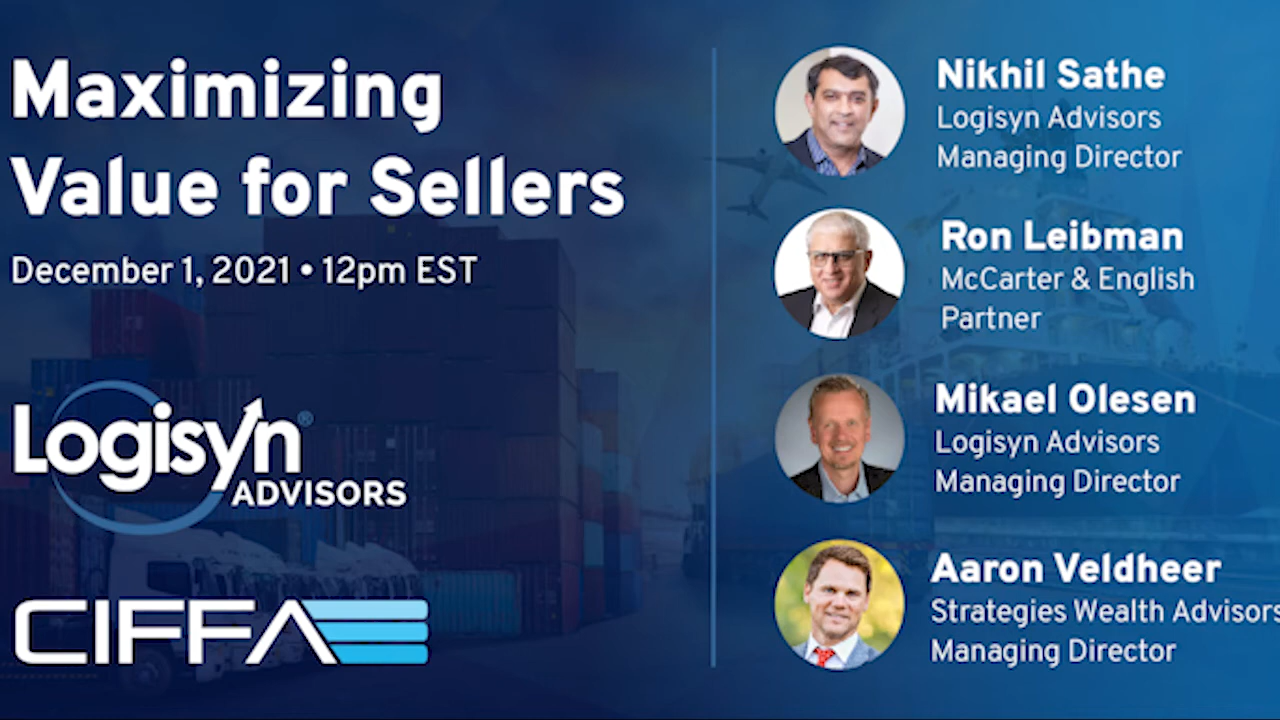 Maximizing
Value for Sellers
December 1, 2021 • 12pm EST
Logisyn®
ADVISORS
CIFFA
Nikhil Sathe
Logisyn Advisors
Managing Director
Ron Leibman
McCarter & English
Partner
Mikael Olesen
Logisyn Advisors
Managing Director
Aaron Veldheer
Strategies Wealth Advisors
Managing Director